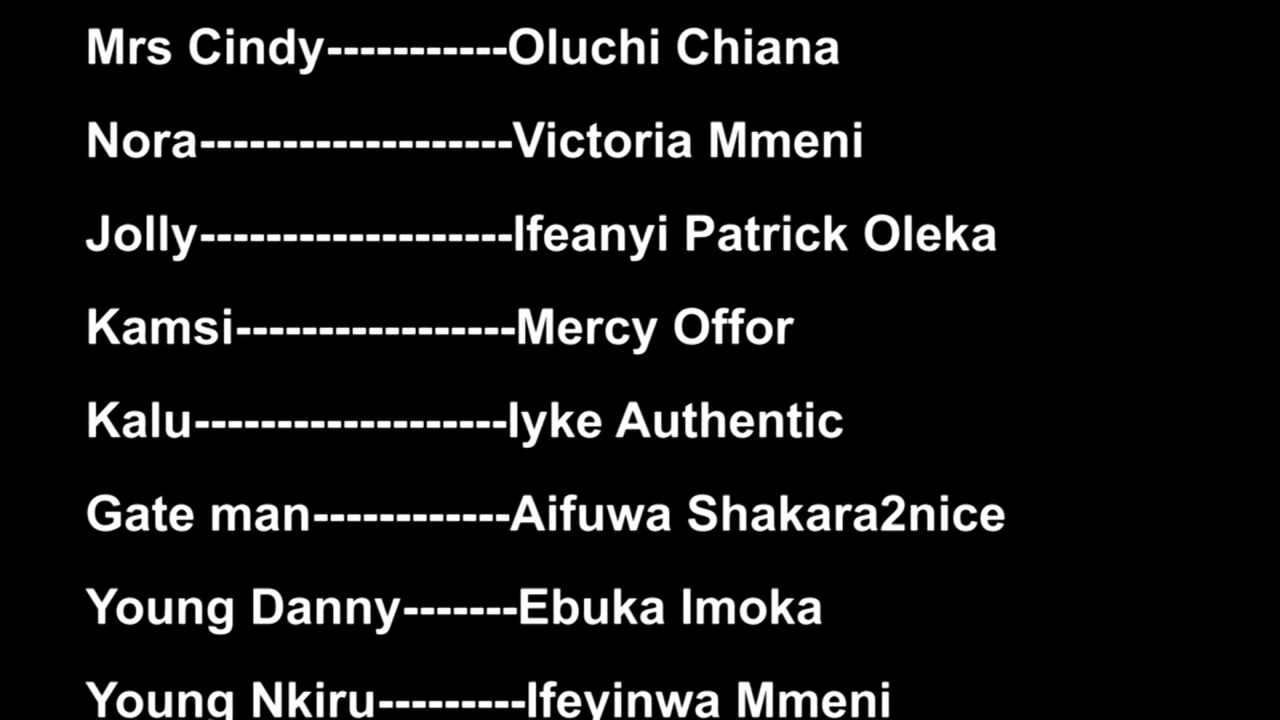 Mrs Cindy-----------Oluchi Chiana
Nora-------------------Victoria Mmeni
Jolly-------------------Ifeanyi Patrick Oleka
Kamsi-----------------Mercy Offor
Kalu-------------------Iyke Authentic
Gate man------------Aifuwa Shakara2nice
Young Danny-------Ebuka Imoka
Young Nkiru---------Ifeyinwa Mmeni